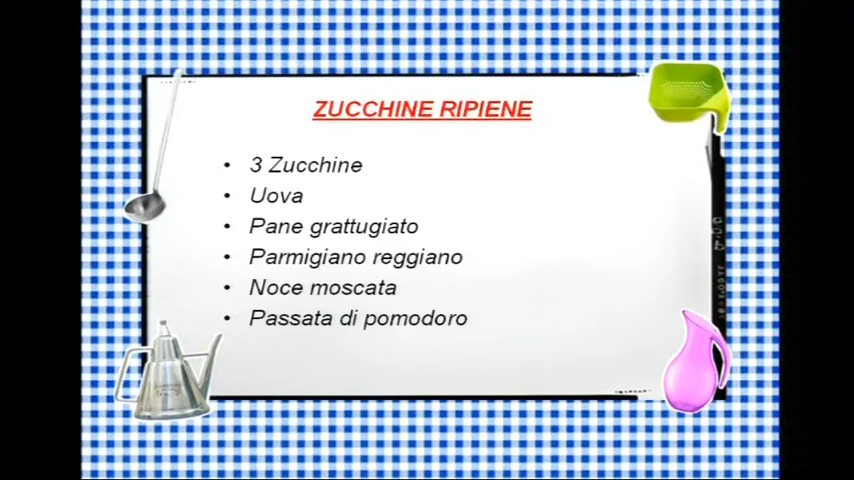 ZUCCHINE RIPIENE
• 3 Zucchine
• Uova
• Pane grattugiato
• Parmigiano reggiano
• Noce moscata
• Passata di pomodoro